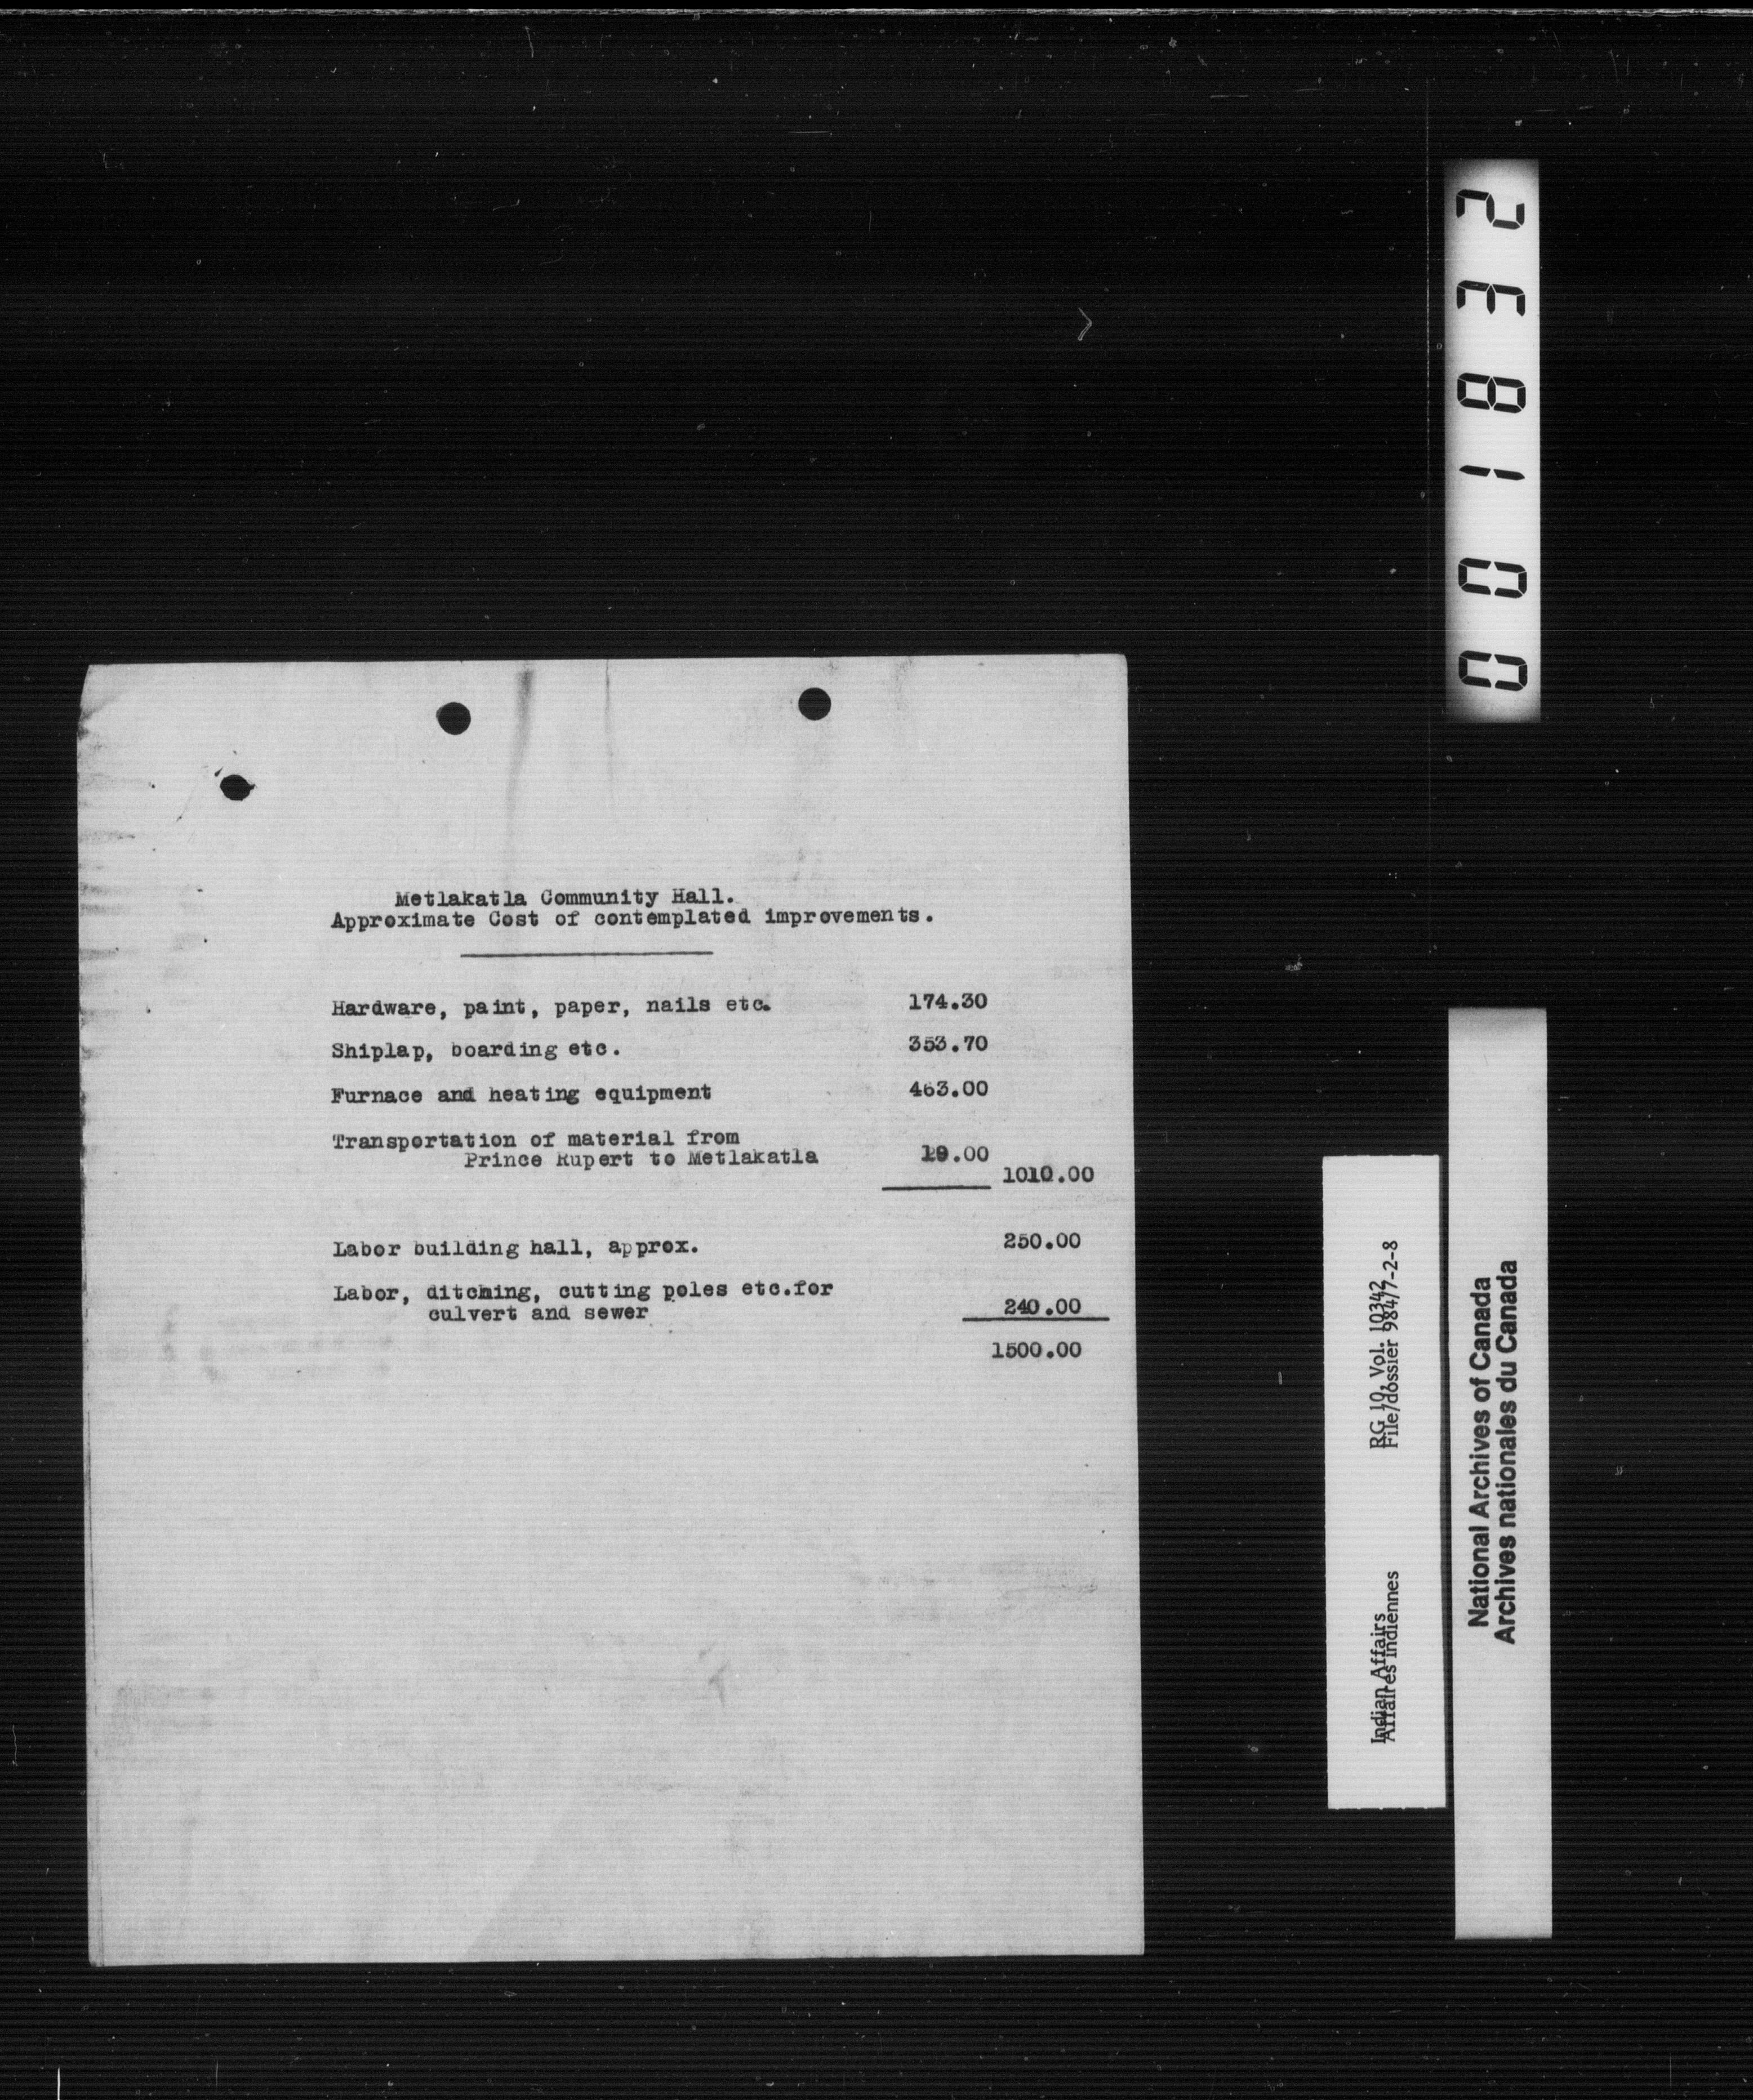 Metlakatla Community Hall.
Approximate Cost of contemplated improvements.
Hardware, paint, paper, nails etc. 174.30
Shiplap, boarding etc. 353.70
Furnace and heating equipment 463.00
Transportation of material from
Prince Rupert to Metlakatla 19.00
1010.00
Labor building hall, approx. 250.00
Labor, ditching, cutting poles etc.for
culvert and sewer 240.00
1500.00
001832
Indian Affairs RG 10, Vol. 10342
Affaires indiennes File/dossier 984/7-2-8
National Archives of Canada
Archives nationales du Canada